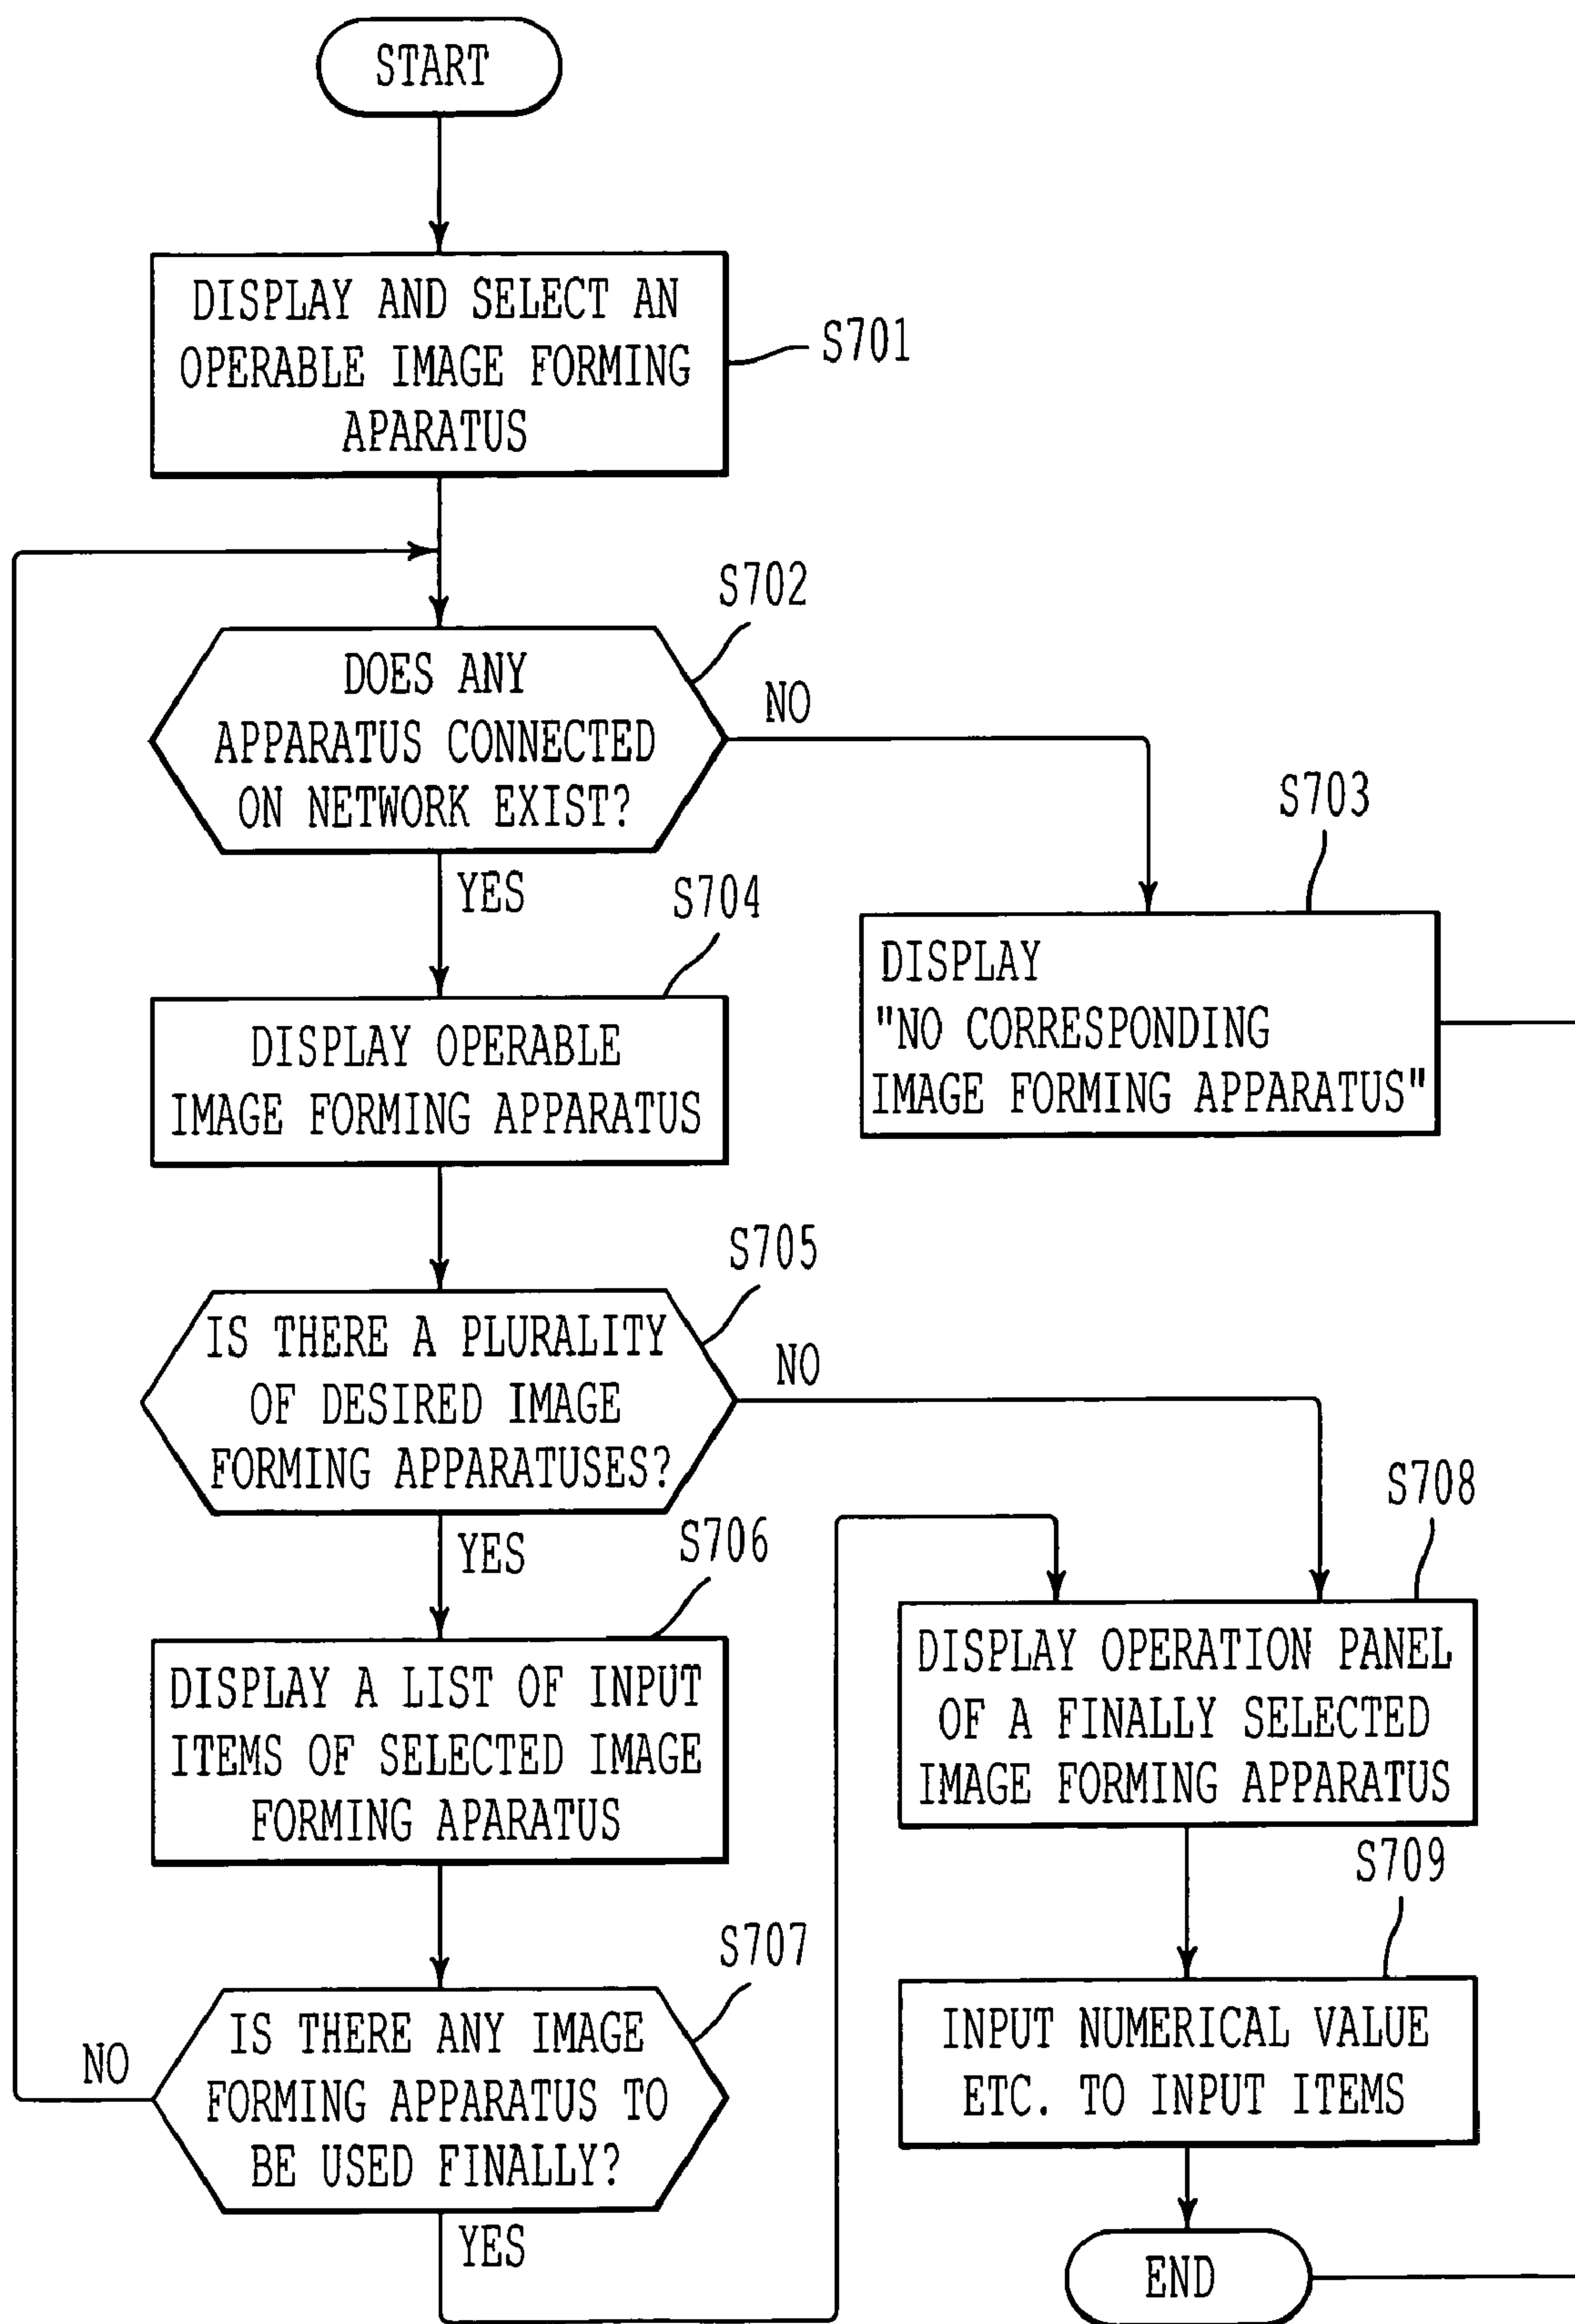 START
DISPLAY AND SELECT AN
OPERABLE IMAGE FORMING
APARATUS
S701
S702
DOES ANY
APPARATUS CONNECTED
ON NETWORK EXIST?
NO
YES
S703
DISPLAY
"NO CORRESPONDING
IMAGE FORMING APPARATUS"
S704
DISPLAY OPERABLE
IMAGE FORMING APPARATUS
S705
IS THERE A PLURALITY
OF DESIRED IMAGE
FORMING APPARATUSES?
NO
YES
S706
DISPLAY A LIST OF INPUT
ITEMS OF SELECTED IMAGE
FORMING APARATUS
S707
IS THERE ANY IMAGE
FORMING APPARATUS TO
BE USED FINALLY?
NO
YES
S708
DISPLAY OPERATION PANEL
OF A FINALLY SELECTED
IMAGE FORMING APPARATUS
S709
INPUT NUMERICAL VALUE
ETC. TO INPUT ITEMS
END